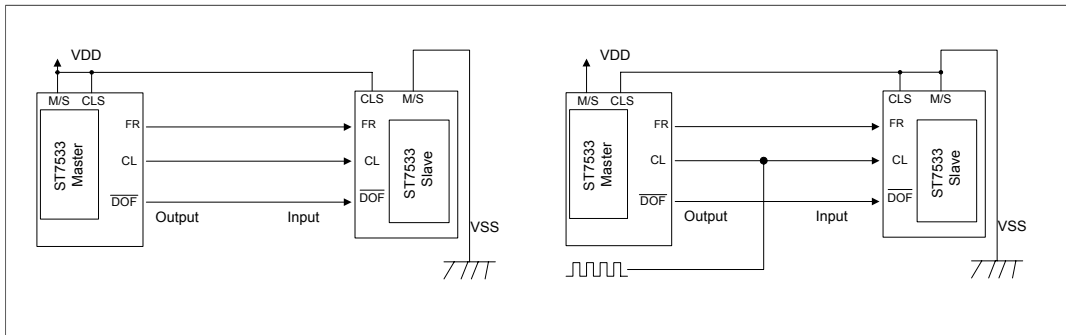 VDD
M/S CLS
ST7533
Master
FR
CL
DOF
Output
Input
CLS M/S
FR
CL
DOF
ST7533
Slave
VSS
VDD
M/S CLS
ST7533
Master
FR
CL
DOF
Output
Input
CLS M/S
FR
CL
DOF
ST7533
Slave
VSS